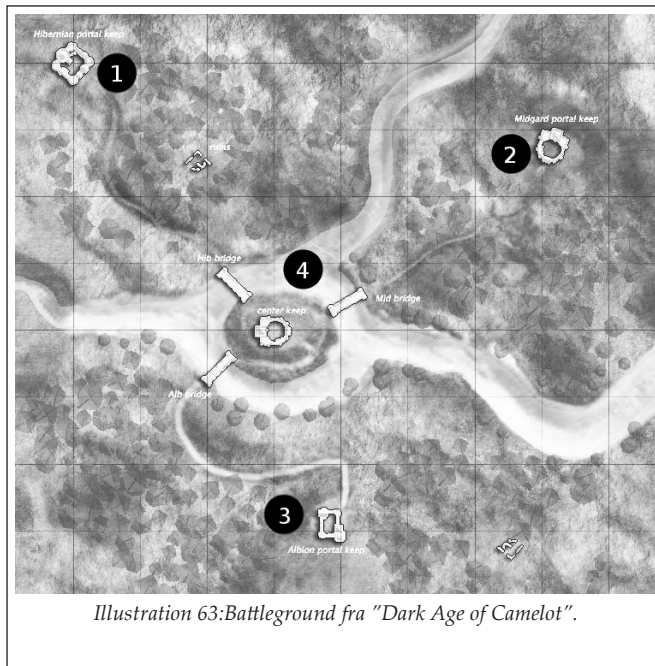 Hibernian portal keep
1
Midgard portal keep
2
ruins
Hib bridge
4
Mid bridge
center keep
Alb bridge
3
Albion portal keep
Illustration 63:Battleground fra "Dark Age of Camelot".